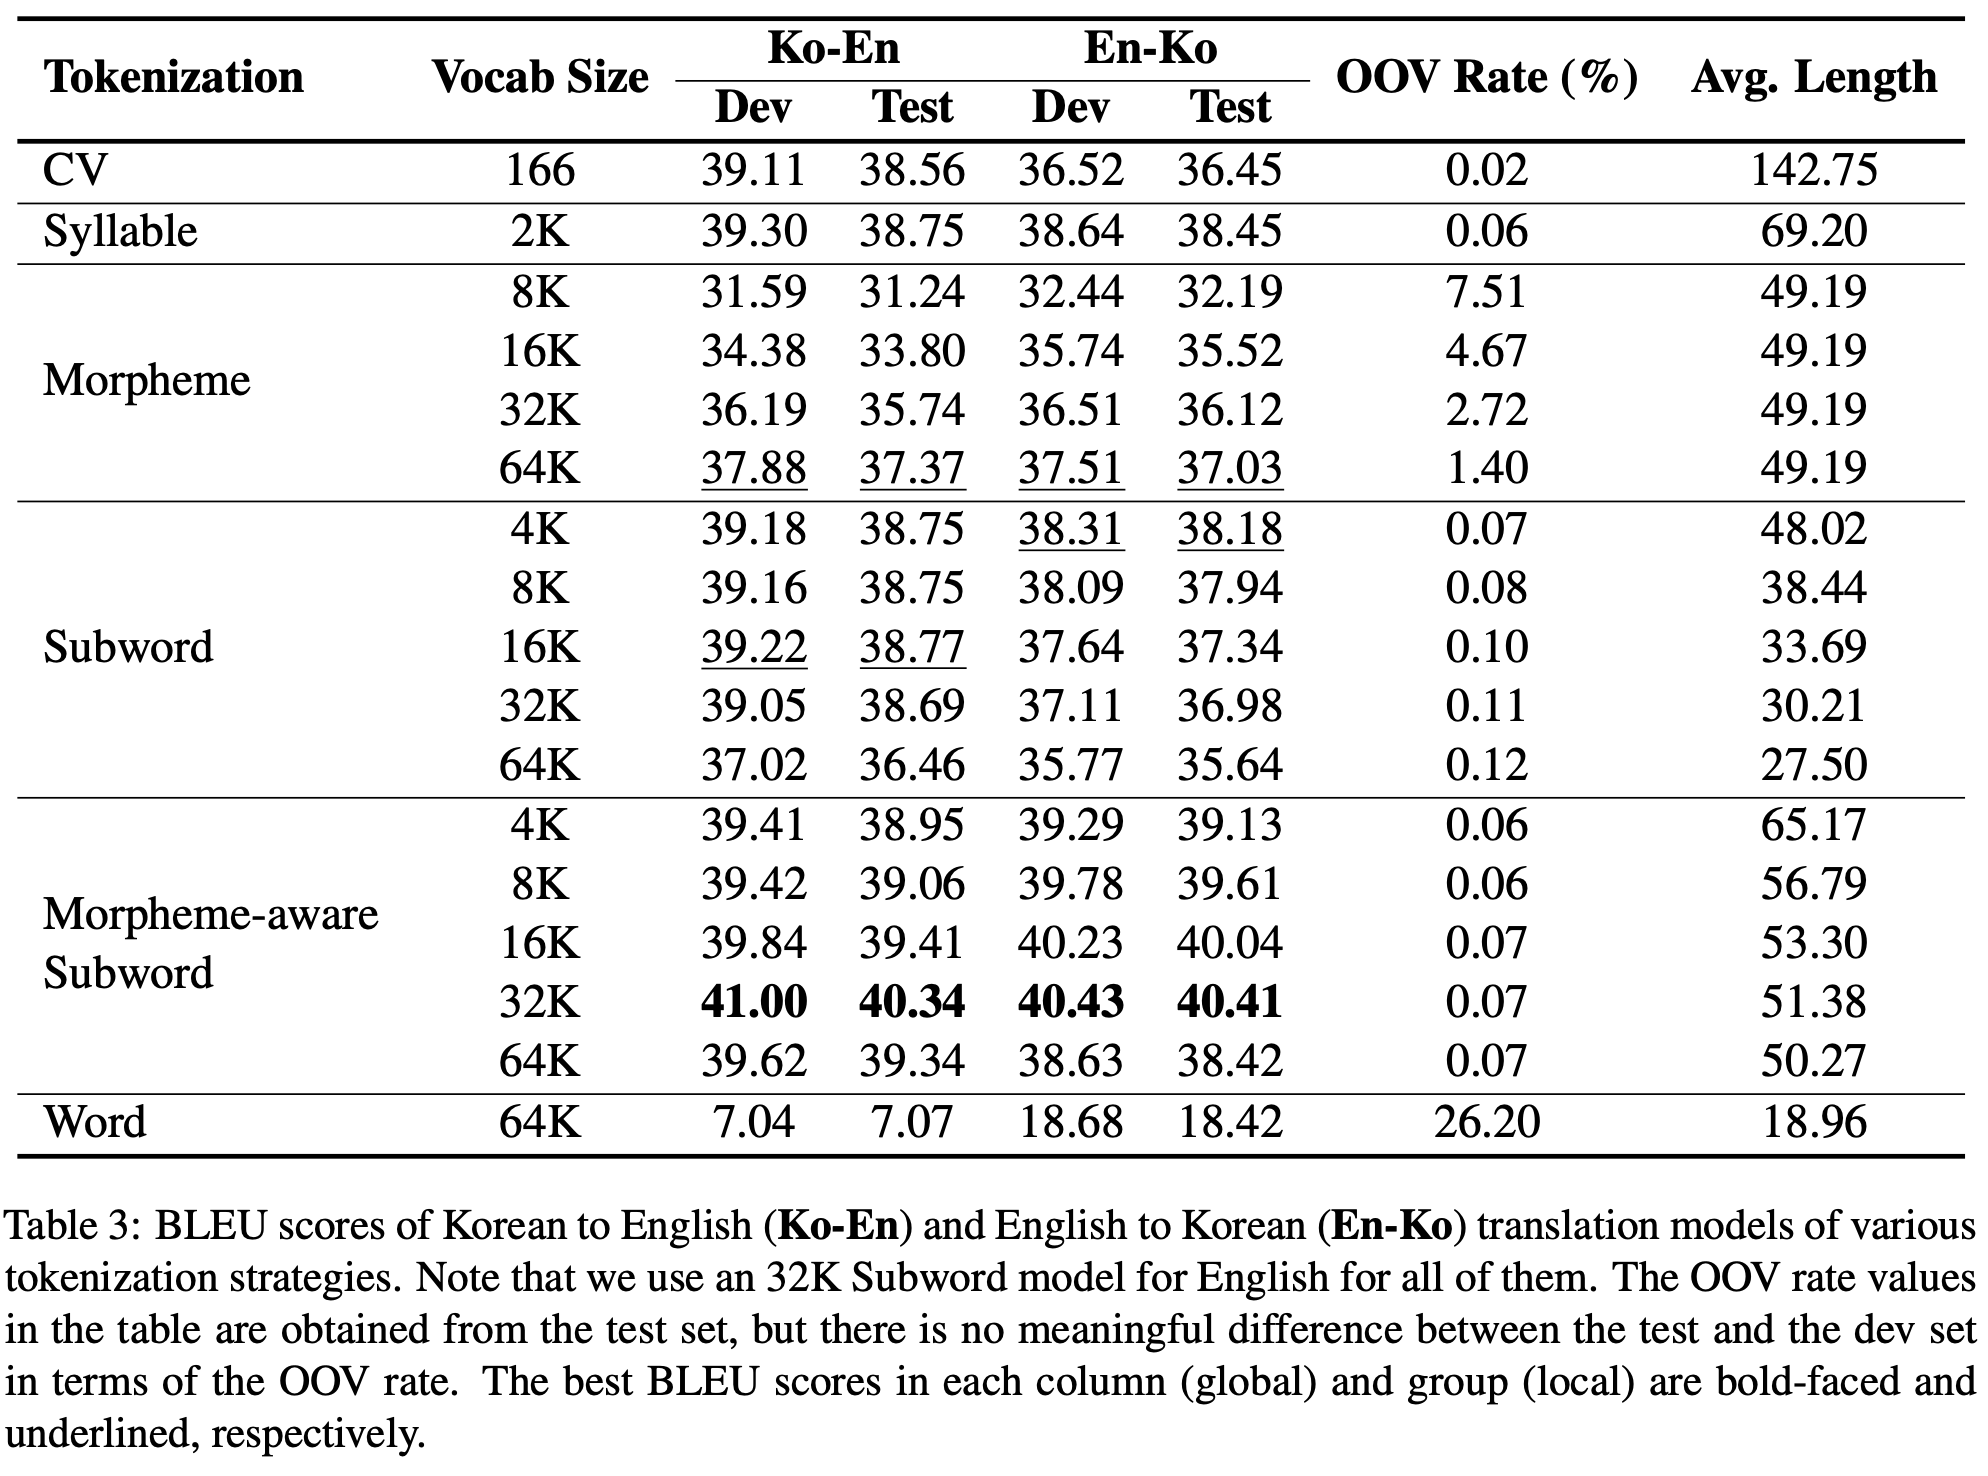 Tokenization Vocab Size Ko-En En-Ko OOV Rate (%) Avg. Length
Dev Test Dev Test
CV 166 39.11 38.56 36.52 36.45 0.02 142.75
Syllable 2K 39.30 38.75 38.64 38.45 0.06 69.20
Morpheme 8K 31.59 31.24 32.44 32.19 7.51 49.19
16K 34.38 33.80 35.74 35.52 4.67 49.19
32K 36.19 35.74 36.51 36.12 2.72 49.19
64K 37.88 37.37 37.51 37.03 1.40 49.19
Subword 4K 39.18 38.75 38.31 38.18 0.07 48.02
8K 39.16 38.75 38.09 37.94 0.08 38.44
16K 39.22 38.77 37.64 37.34 0.10 33.69
32K 39.05 38.69 37.11 36.98 0.11 30.21
64K 37.02 36.46 35.77 35.64 0.12 27.50
Morpheme-aware Subword 4K 39.41 38.95 39.29 39.13 0.06 65.17
8K 39.42 39.06 39.78 39.61 0.06 56.79
16K 39.84 39.41 40.23 40.04 0.07 53.30
32K 41.00 40.34 40.43 40.41 0.07 51.38
64K 39.62 39.34 38.63 38.42 0.07 50.27
Word 64K 7.04 7.07 18.68 18.42 26.20 18.96
Table 3: BLEU scores of Korean to English (Ko-En) and English to Korean (En-Ko) translation models of various
tokenization strategies. Note that we use an 32K Subword model for English for all of them. The OOV rate values
in the table are obtained from the test set, but there is no meaningful difference between the test and the dev set
in terms of the OOV rate. The best BLEU scores in each column (global) and group (local) are bold-faced and
underlined, respectively.